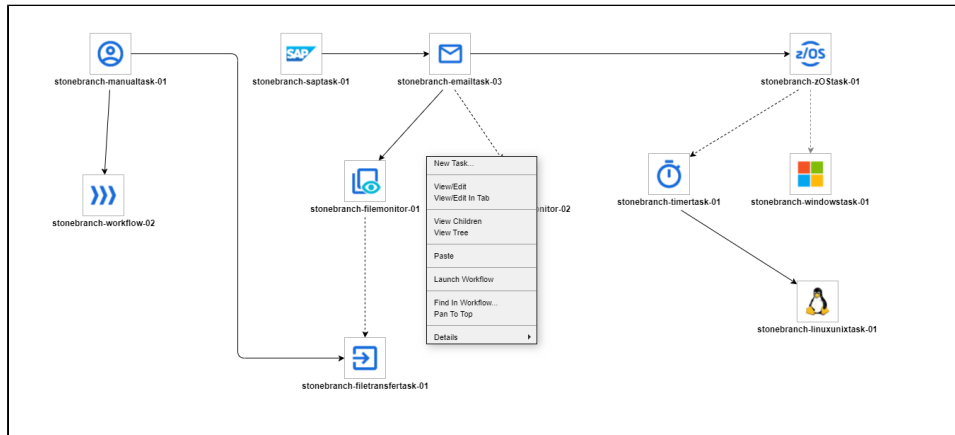 SAP
z/OS
stonebranch-manualtask-01
stonebranch-saptask-01
stonebranch-emailtask-03
stonebranch-zOStask-01
New Task...
View/Edit
View/Edit In Tab
View Children
View Tree
Paste
Launch Workflow
Find In Workflow...
Pan To Top
Details
stonebranch-filemonitor-01
nitor-02
stonebranch-timertask-01
stonebranch-windowstask-01
stonebranch-workflow-02
stonebranch-linuxunixtask-01
stonebranch-filetransfertask-01